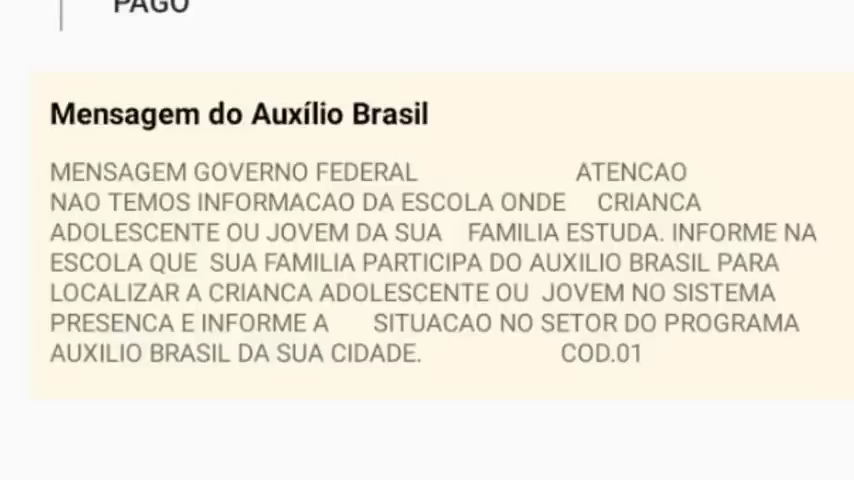 PAGO
Mensagem do Auxílio Brasil
MENSAGEM GOVERNO FEDERAL ATENCAO
NAO TEMOS INFORMACAO DA ESCOLA ONDE CRIANCA
ADOLESCENTE OU JOVEM DA SUA FAMILIA ESTUDA. INFORME NA
ESCOLA QUE SUA FAMILIA PARTICIPA DO AUXILIO BRASIL PARA
LOCALIZAR A CRIANCA ADOLESCENTE OU JOVEM NO SISTEMA
PRESENCA E INFORME A SITUACAO NO SETOR DO PROGRAMA
AUXILIO BRASIL DA SUA CIDADE. COD.01